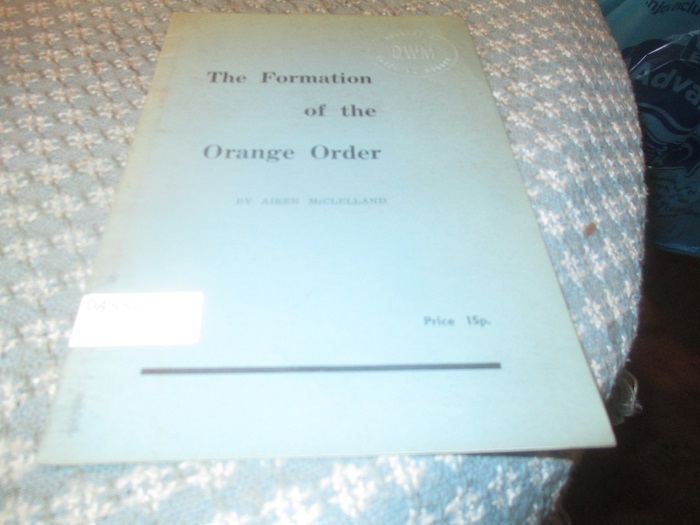 The Formation
of the
Orange Order
BY AIKEN McCLELLAND
Price 15p.